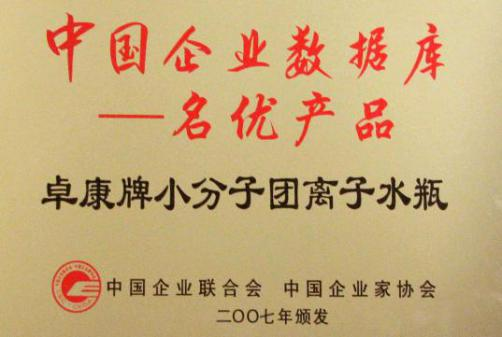 中国企业数据库
—名优产品
卓康牌小分子团离子水瓶
中国企业联合会 中国企业家协会
二〇〇七年颁发